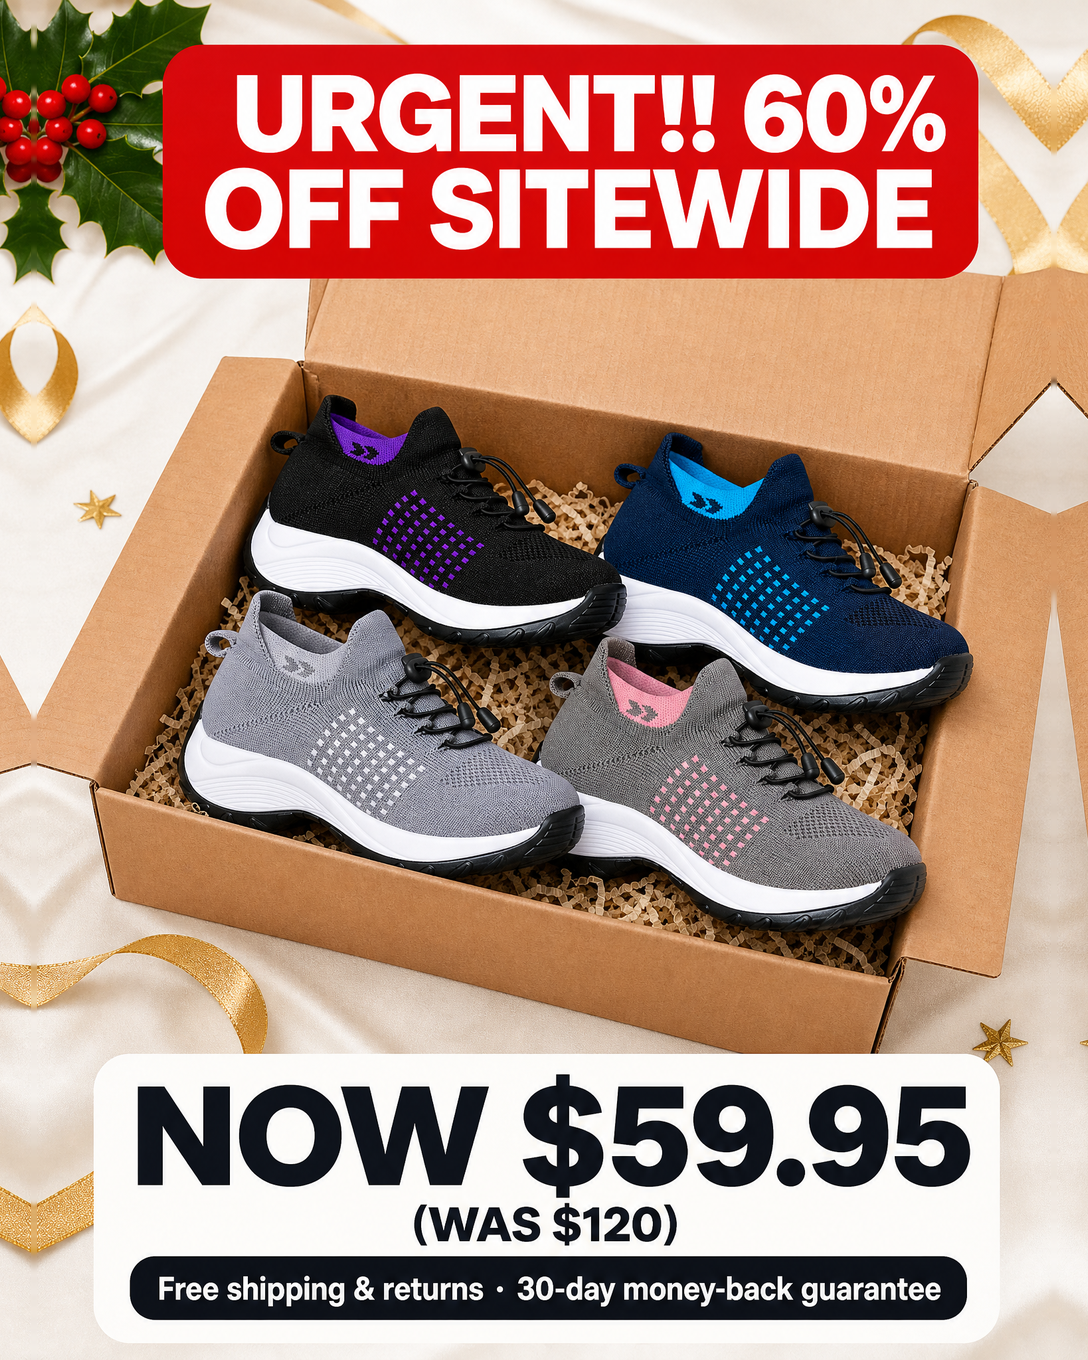 URGENT!! 60%
OFF SITEWIDE
NOW $59.95
(WAS $120)
Free shipping & returns · 30-day money-back guarantee